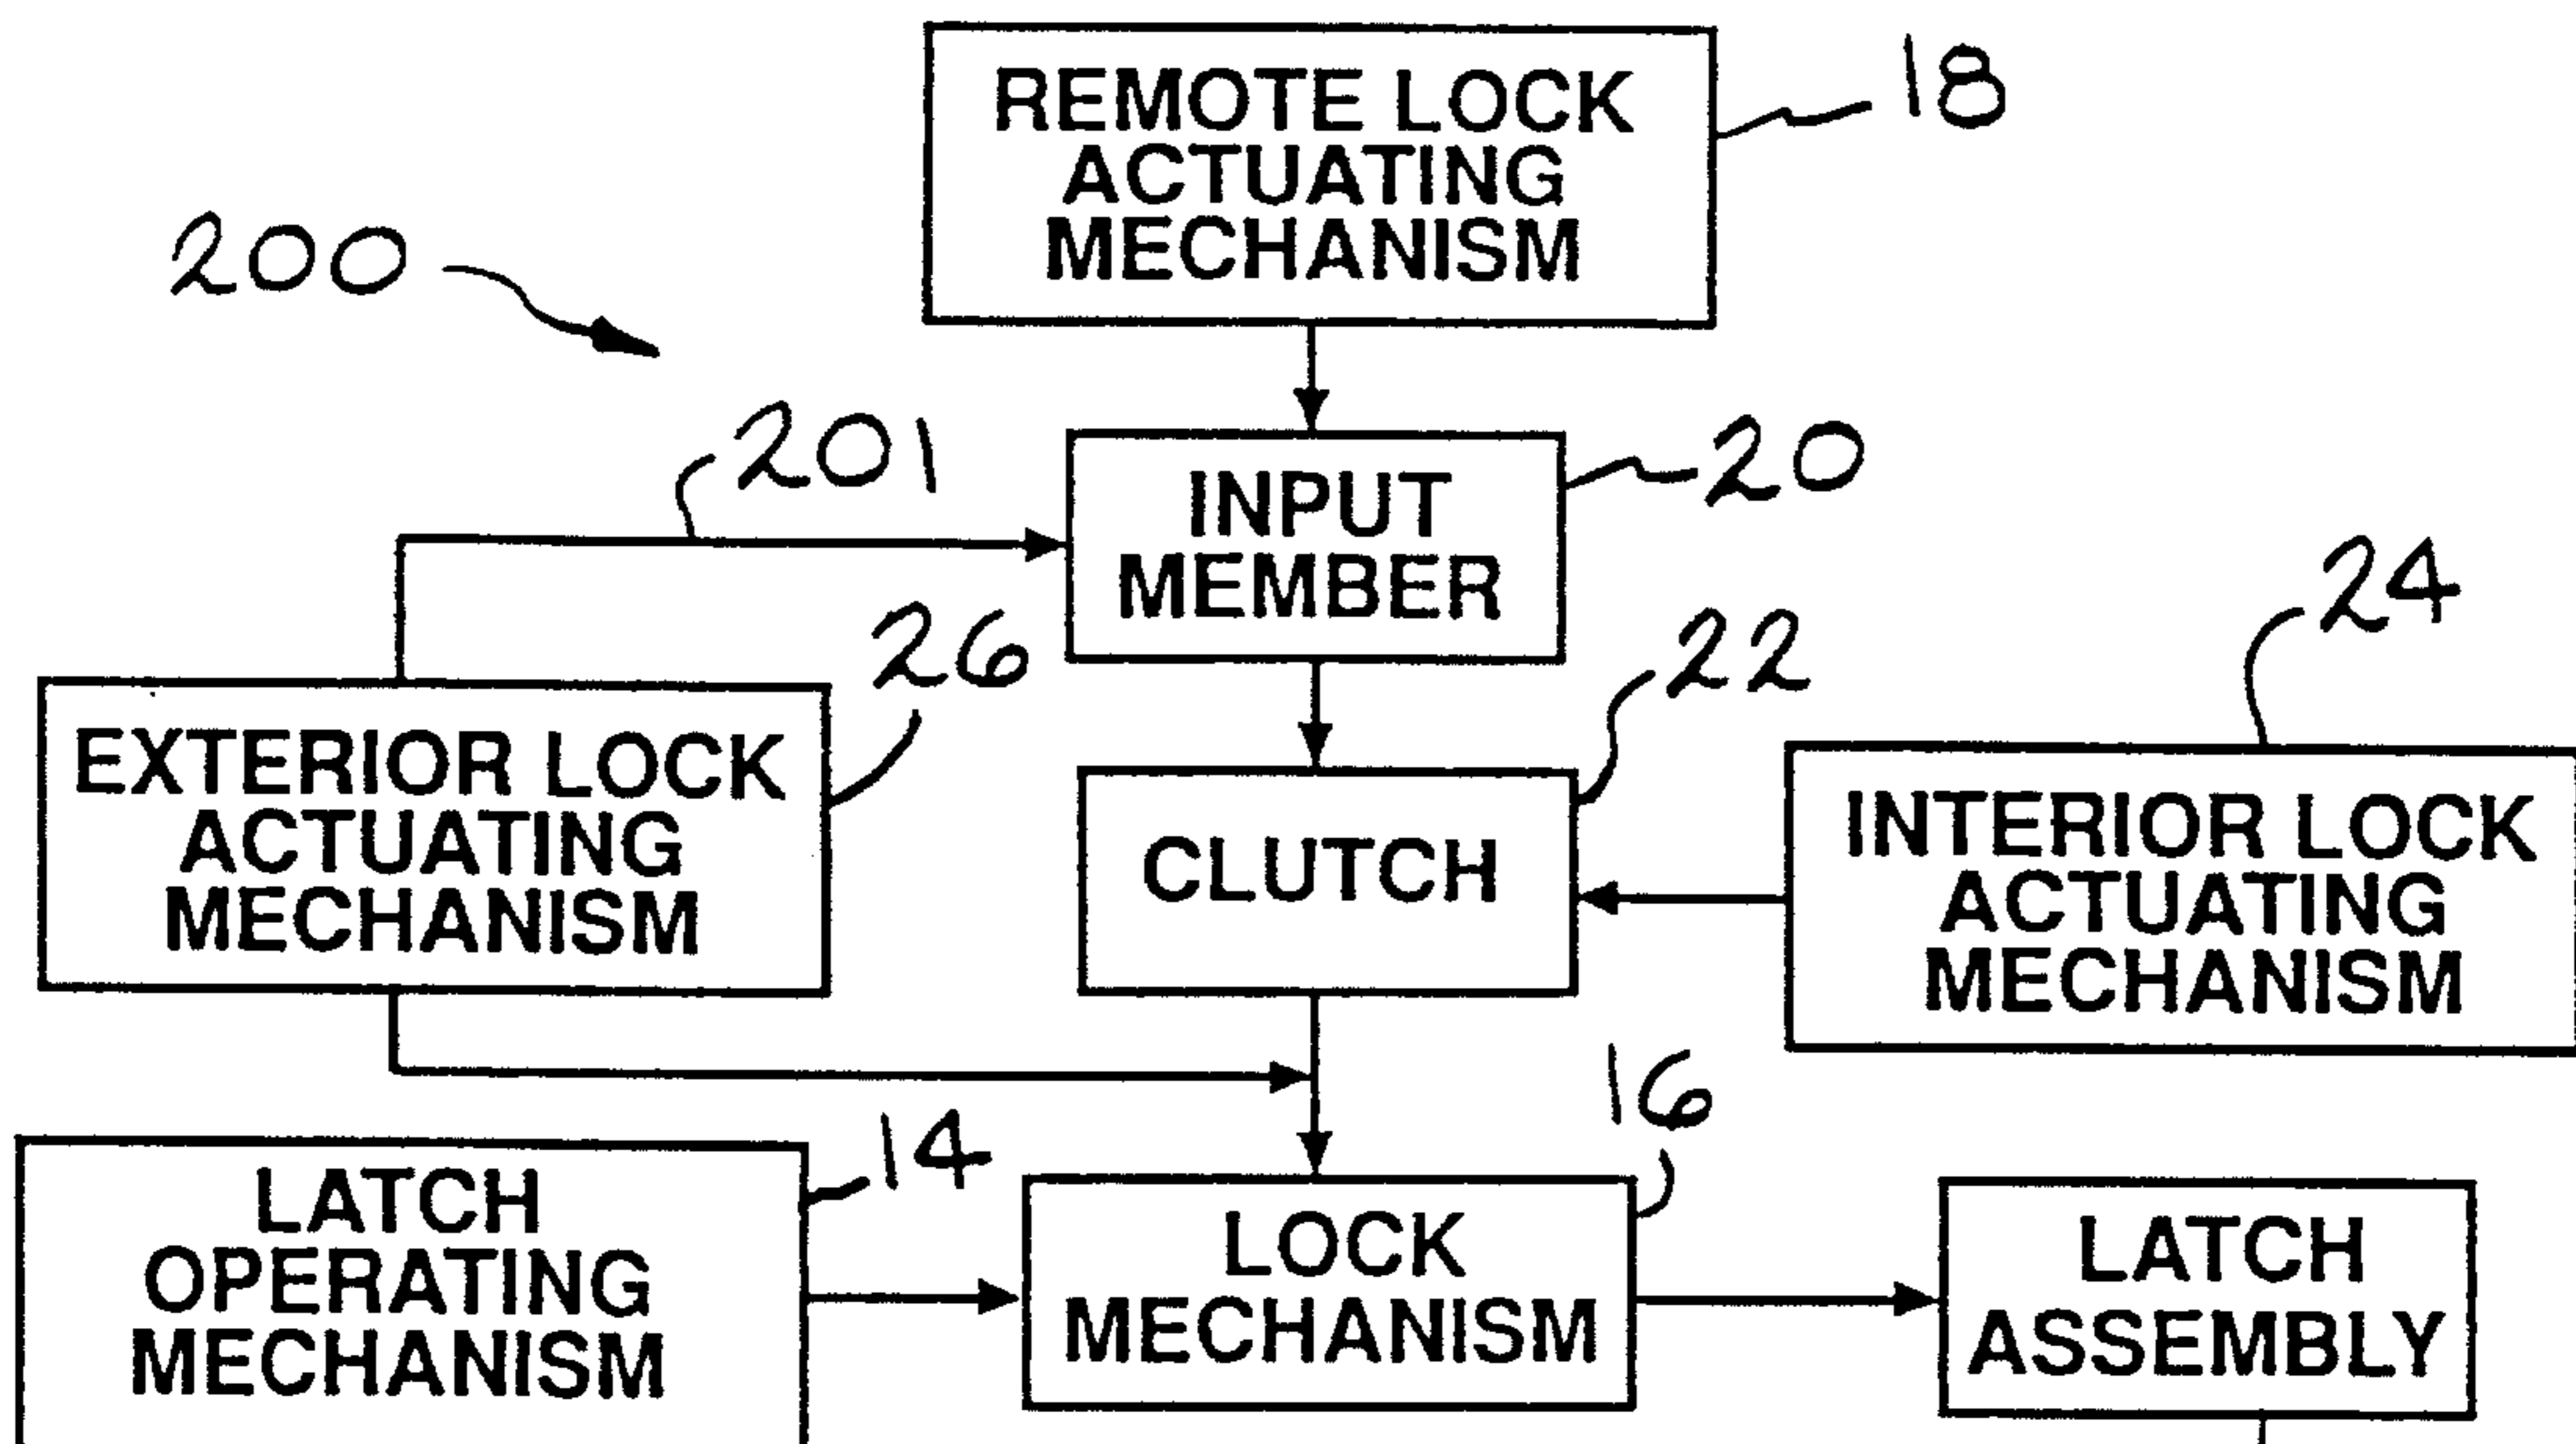 REMOTE LOCK
ACTUATING
MECHANISM
18
200
201
INPUT
MEMBER
20
26
22
24
EXTERIOR LOCK
ACTUATING
MECHANISM
CLUTCH
INTERIOR LOCK
ACTUATING
MECHANISM
LATCH
OPERATING
MECHANISM
14
LOCK
MECHANISM
16
LATCH
ASSEMBLY